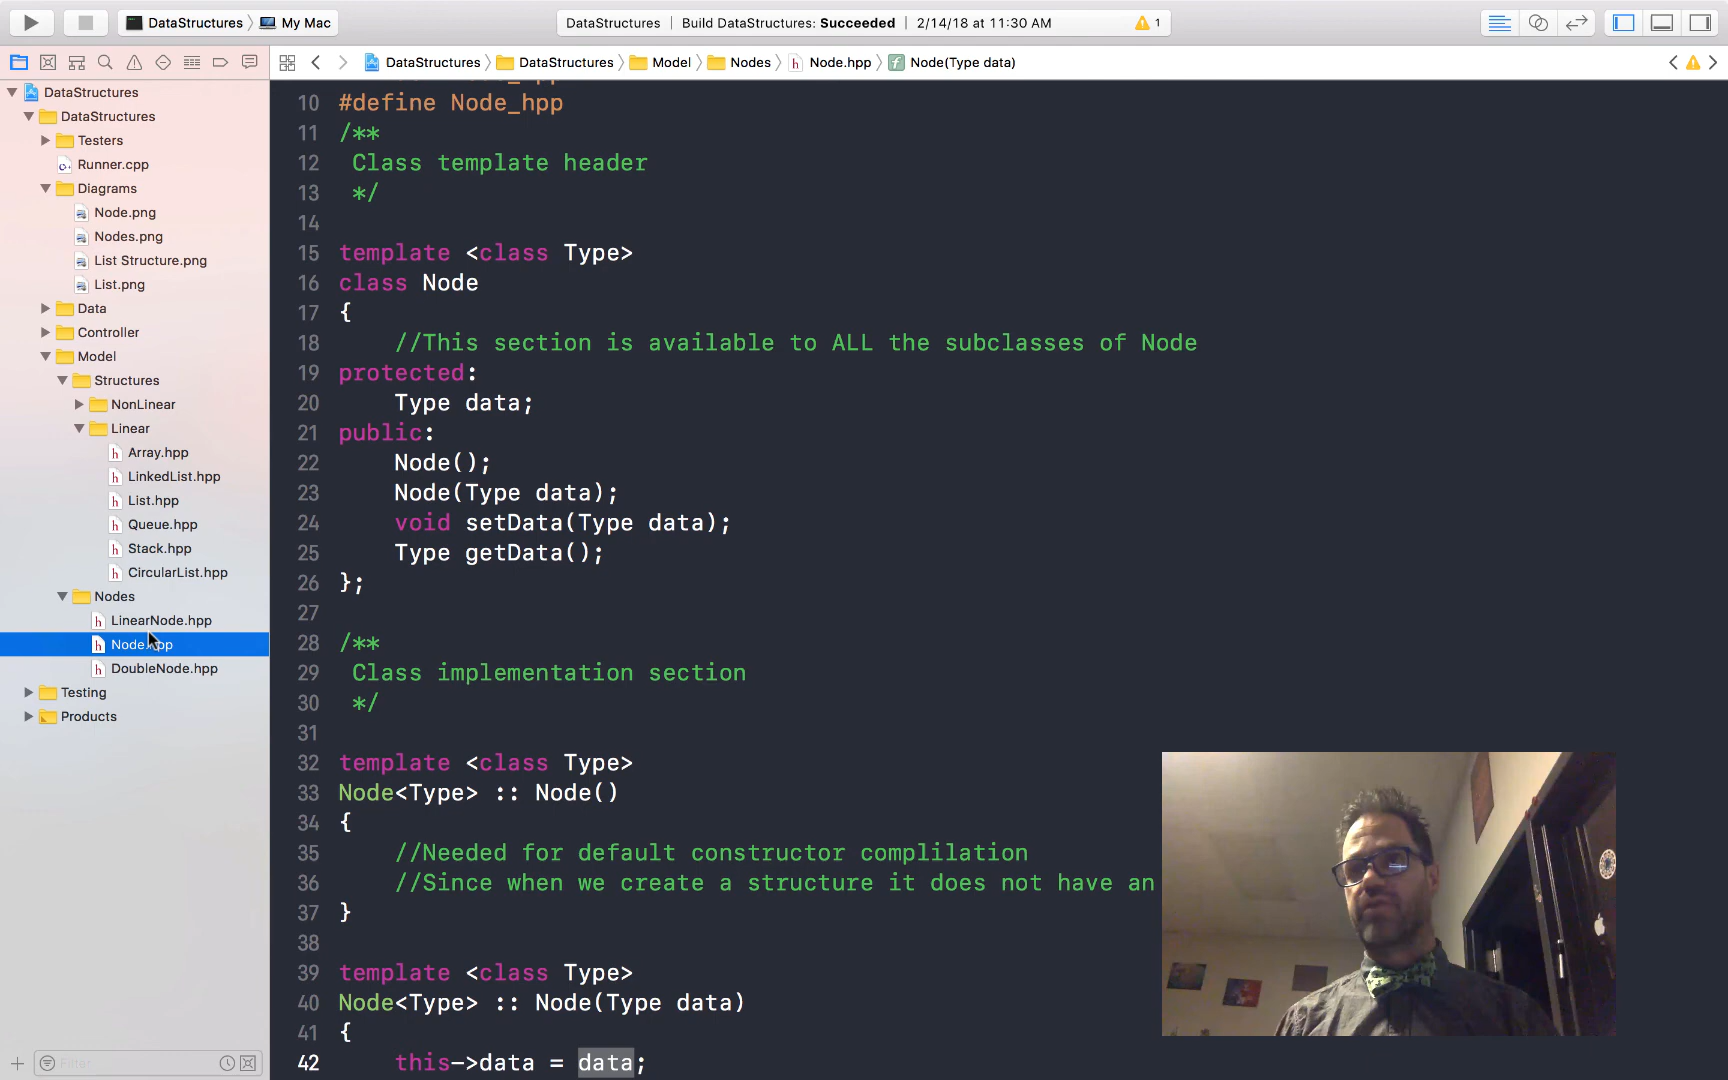 DataStructures My Mac
DataStructures | Build DataStructures: Succeeded | 2/14/18 at 11:30 AM 1
DataStructures DataStructures Model Nodes Node.hpp Node(Type data)
DataStructures
DataStructures
Testers
Runner.cpp
Diagrams
Node.png
Nodes.png
List Structure.png
List.png
Data
Controller
Model
Structures
NonLinear
Linear
Array.hpp
LinkedList.hpp
List.hpp
Queue.hpp
Stack.hpp
CircularList.hpp
Nodes
LinearNode.hpp
Node.hpp
DoubleNode.hpp
Testing
Products
Filter
10 #define Node_hpp
11 /**
12 Class template header
13 */
14
15 template <class Type>
16 class Node
17 {
18 //This section is available to ALL the subclasses of Node
19 protected:
20 Type data;
21 public:
22 Node();
23 Node(Type data);
24 void setData(Type data);
25 Type getData();
26 };
27
28 /**
29 Class implementation section
30 */
31
32 template <class Type>
33 Node<Type> :: Node()
34 {
35 //Needed for default constructor complilation
36 //Since when we create a structure it does not have an
37 }
38
39 template <class Type>
40 Node<Type> :: Node(Type data)
41 {
42 this->data = data;